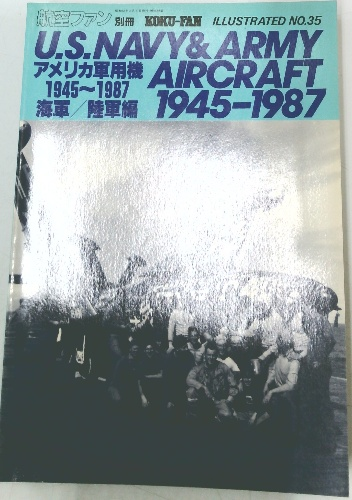 航空ファン 別冊 KOKU-FAN ILLUSTRATED NO.35
U.S. NAVY & ARMY
AIRCRAFT
1945-1987
アメリカ軍用機
1945〜1987
海軍/陸軍編